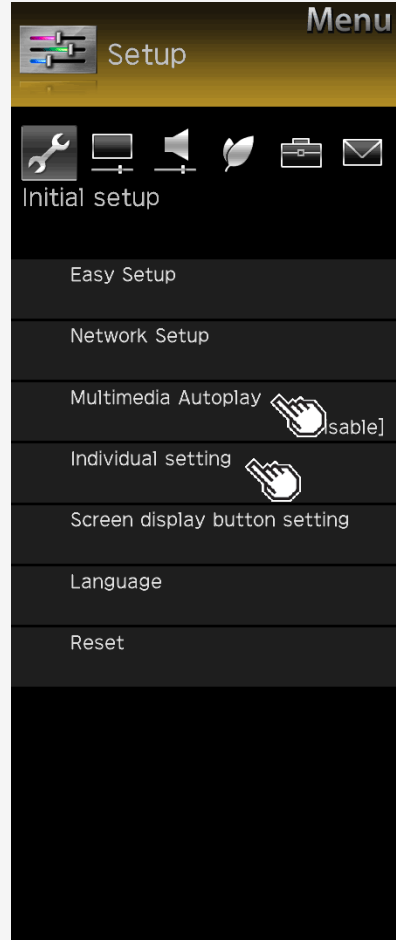 Menu
Setup
Initial setup
Easy Setup
Network Setup
Multimedia Autoplay
sable]
Individual setting
Screen display button setting
Language
Reset